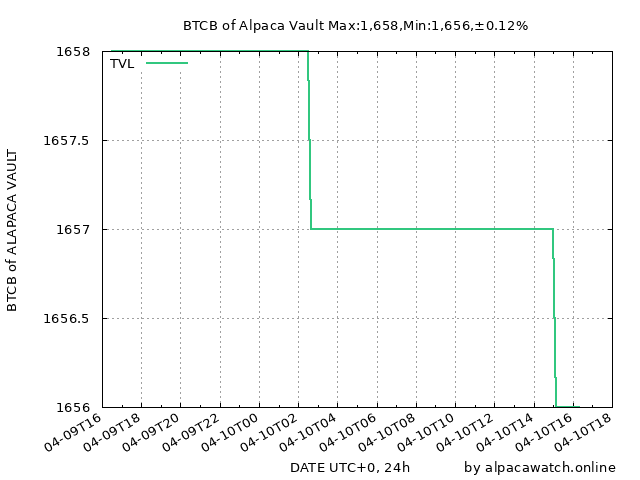 BTCB of Alpaca Vault Max:1,658,Min:1,656,±0.12%
TVL
BTCB of ALAPACA VAULT
1658
1657.5
1657
1656.5
1656
04-09T16
04-09T18
04-09T20
04-09T22
04-10T00
04-10T02
04-10T04
04-10T06
04-10T08
04-10T10
04-10T12
04-10T14
04-10T16
04-10T18
DATE UTC+0, 24h
by alpacawatch.online